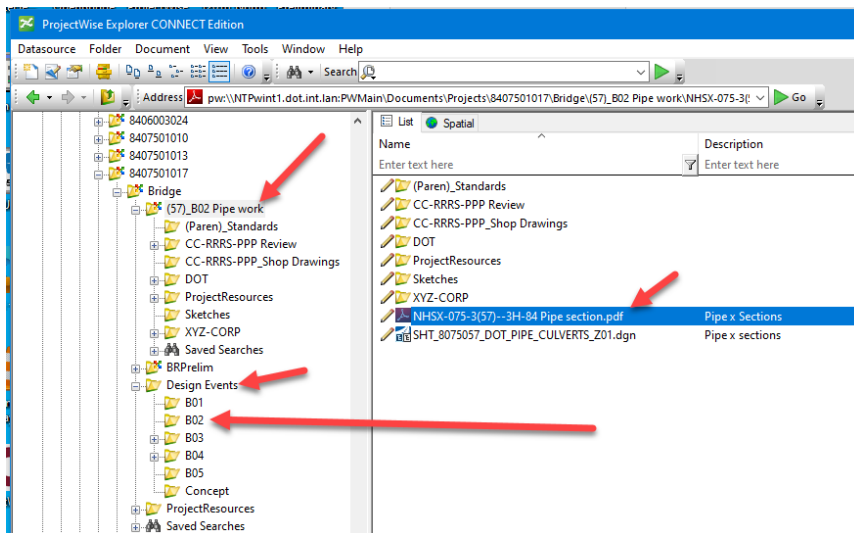 ProjectWise Explorer CONNECT Edition
Datasource Folder Document View Tools Window Help
Search
Address pw:\\NTPwint1.dot.int.lan:PWMain\Documents\Projects\8407501017\Bridge\(57)_B02 Pipe work\NHSX-075-3(5 Go
8406003024
8407501010
8407501013
8407501017
Bridge
(57)_B02 Pipe work
(Paren)_Standards
CC-RRRS-PPP Review
CC-RRRS-PPP_Shop Drawings
DOT
ProjectResources
Sketches
XYZ-CORP
Saved Searches
BRPrelim
Design Events
B01
B02
B03
B04
B05
Concept
ProjectResources
Saved Searches
List Spatial
Name Description
Enter text here Enter text here
(Paren)_Standards
CC-RRRS-PPP Review
CC-RRRS-PPP_Shop Drawings
DOT
ProjectResources
Sketches
XYZ-CORP
NHSX-075-3(57)--3H-84 Pipe section.pdf Pipe x Sections
SHT_8075057_DOT_PIPE_CULVERTS_Z01.dgn Pipe x sections